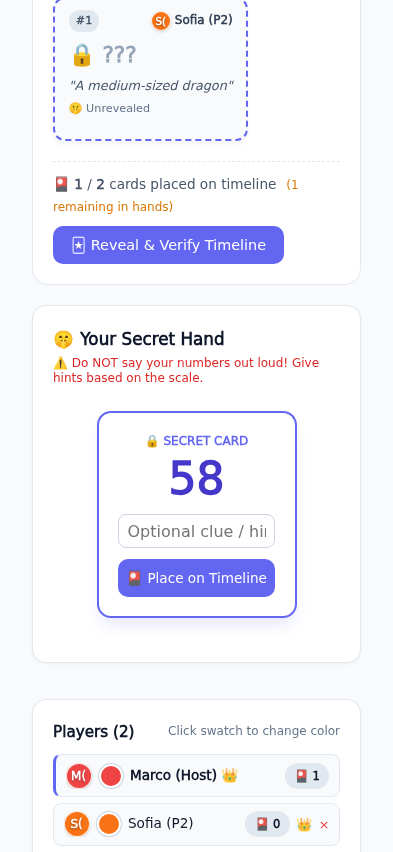 #1
S( Sofia (P2)
🔒 ???
"A medium-sized dragon"
🤫 Unrevealed
🎴 1 / 2 cards placed on timeline (1
remaining in hands)
🃏 Reveal & Verify Timeline
🤫 Your Secret Hand
⚠️ Do NOT say your numbers out loud! Give
hints based on the scale.
🔒 SECRET CARD
58
Optional clue / hi
🎴 Place on Timeline
Players (2)
Click swatch to change color
M( Marco (Host) 👑 🎴 1
S( Sofia (P2) 🎴 0 👑 ×